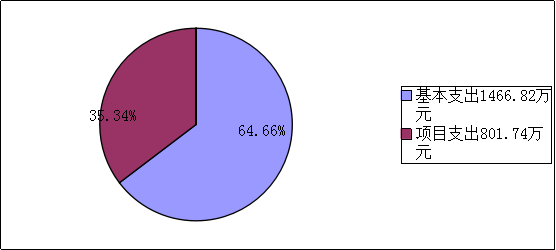 基本支出1466.82万
元
35.34%
64.66%
项目支出801.74万
元